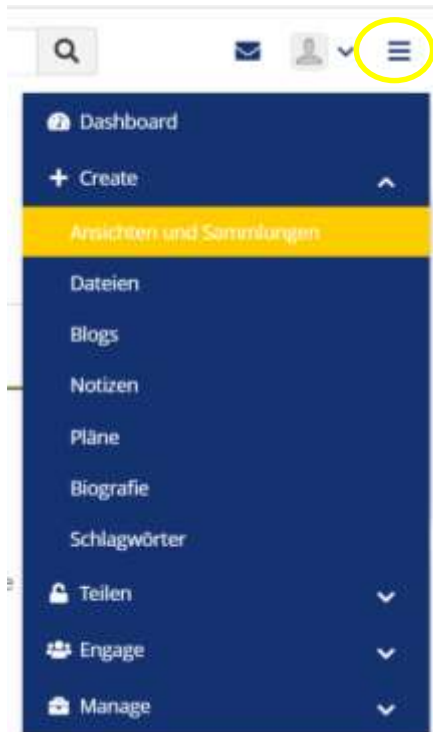 Dashboard
Create
Ansichten und Sammlungen
Dateien
Blogs
Notizen
Pläne
Biografie
Schlagwörter
Teilen
Engage
Manage